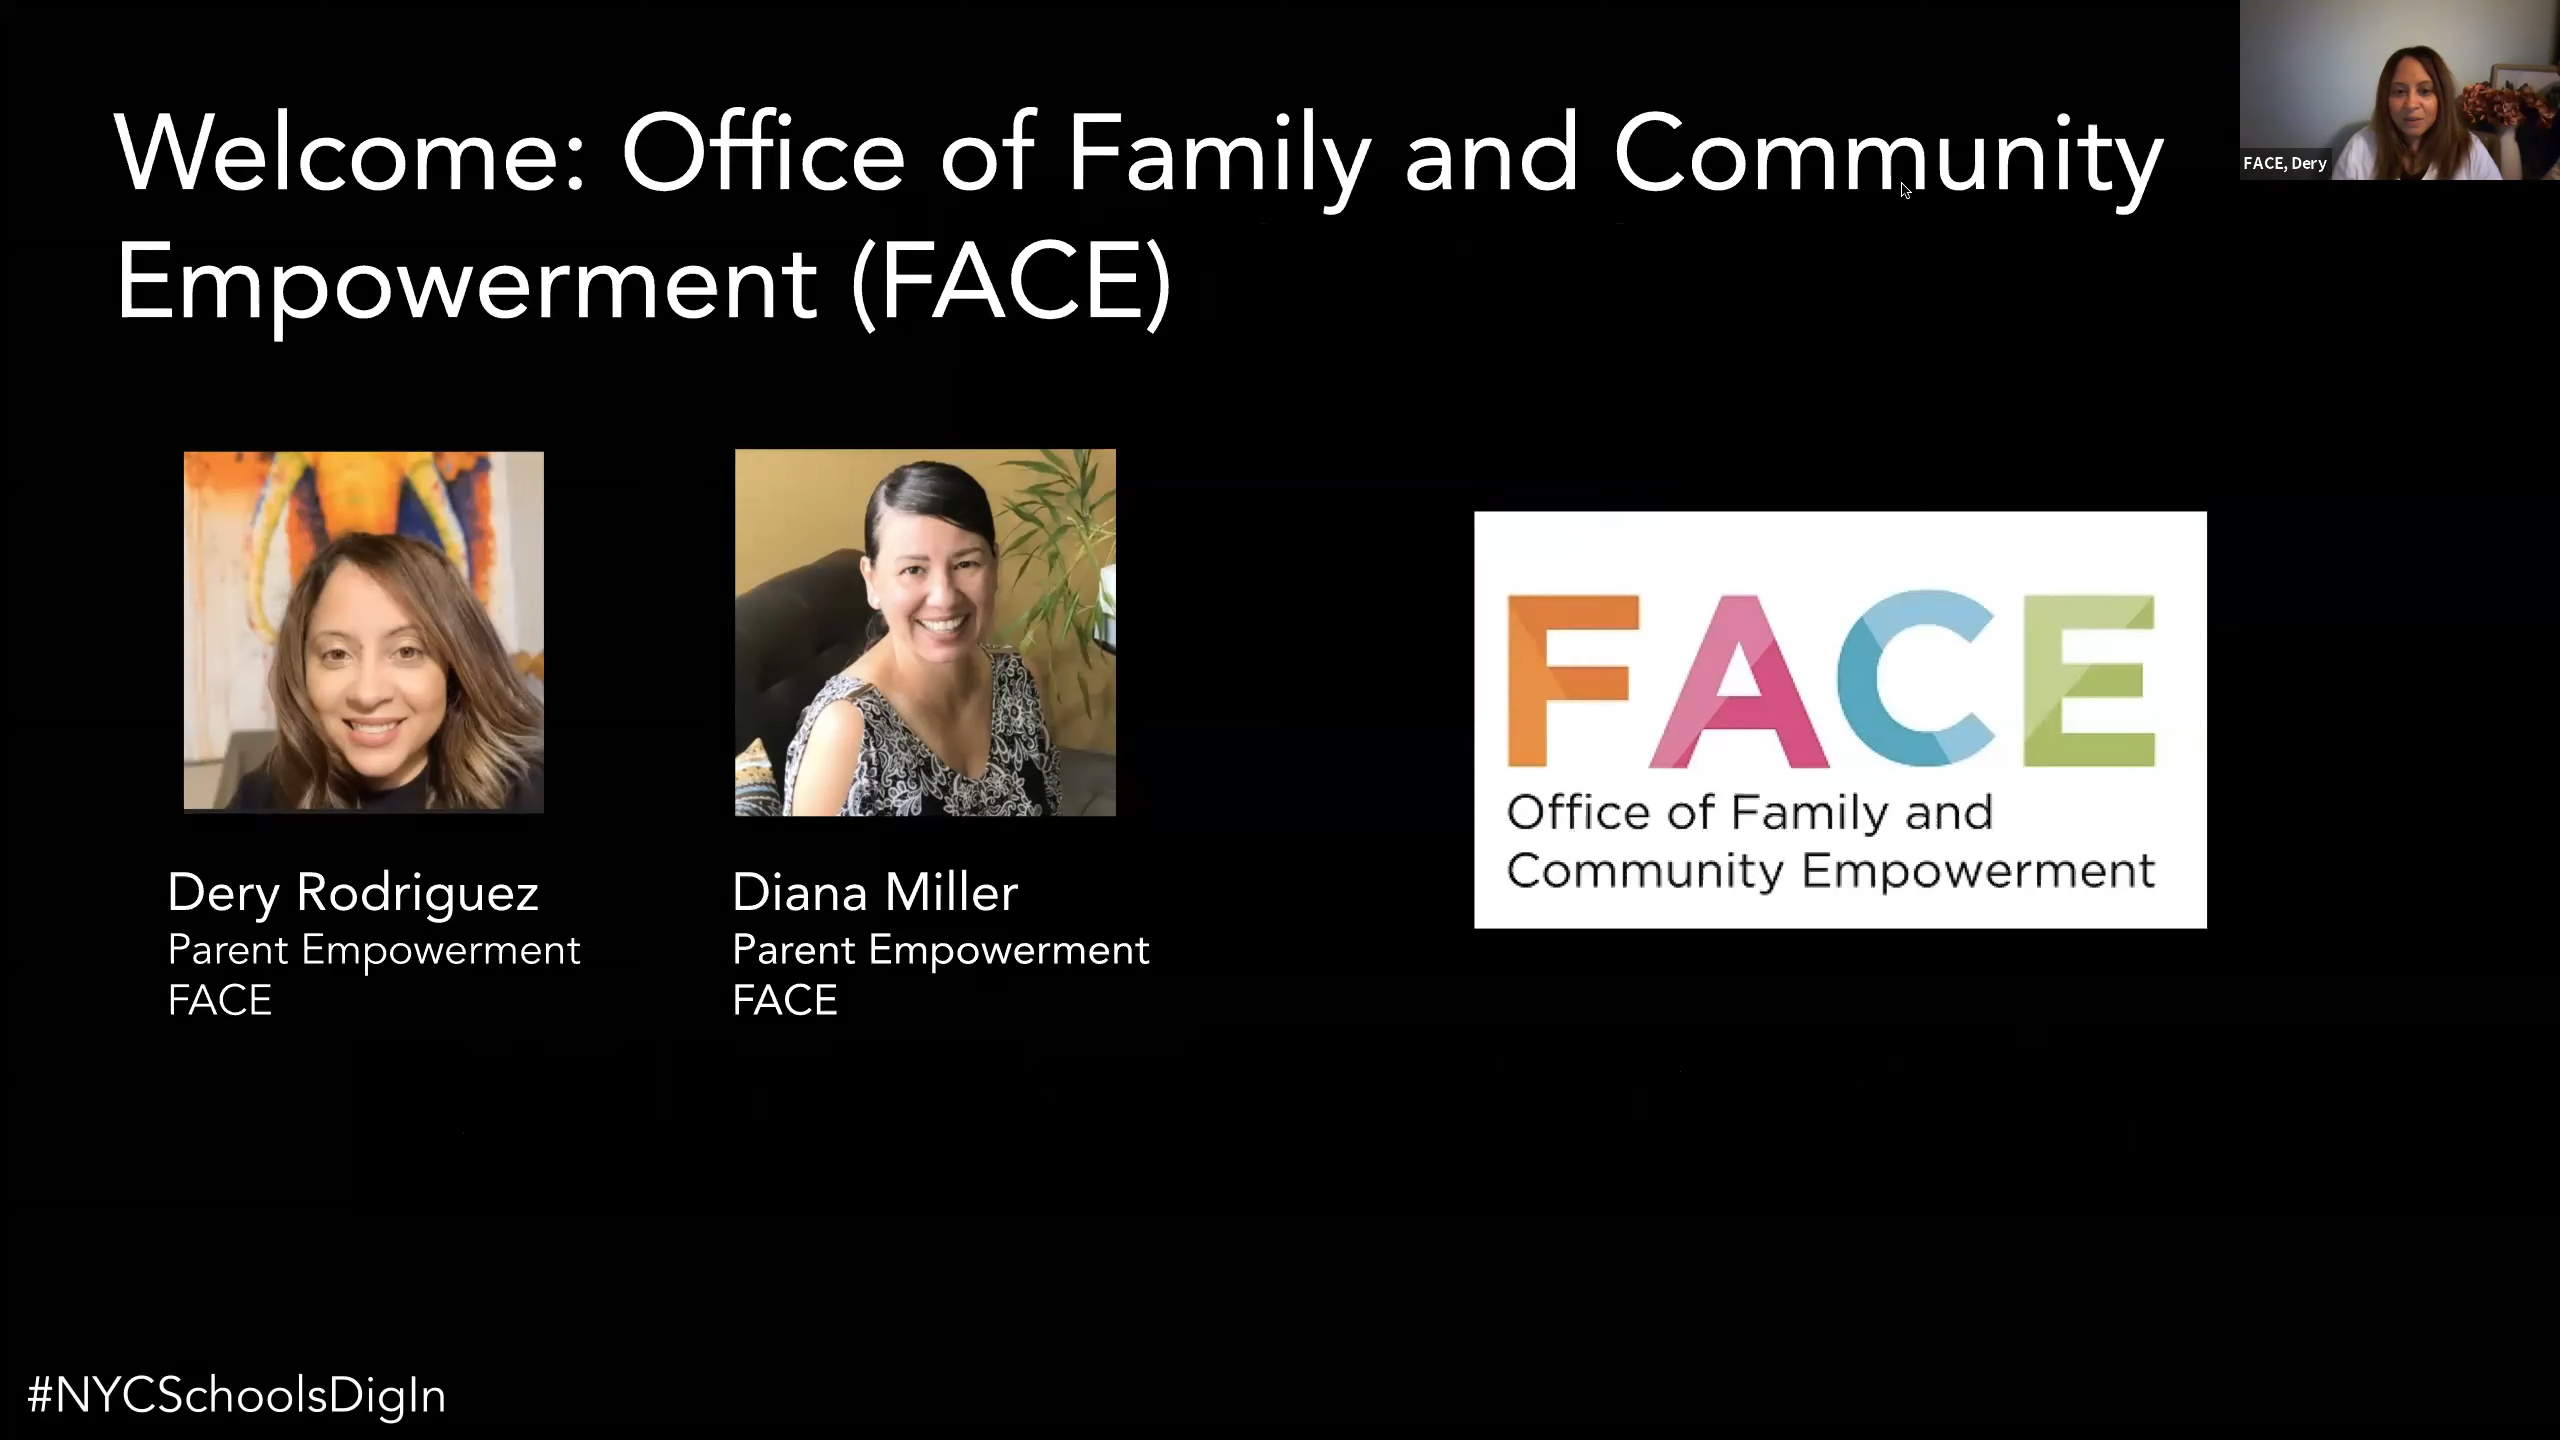 Welcome: Office of Family and Community
Empowerment (FACE)
FACE, Dery
Dery Rodriguez
Parent Empowerment
FACE
Diana Miller
Parent Empowerment
FACE
FACE
Office of Family and
Community Empowerment
#NYCSchoolsDigIn